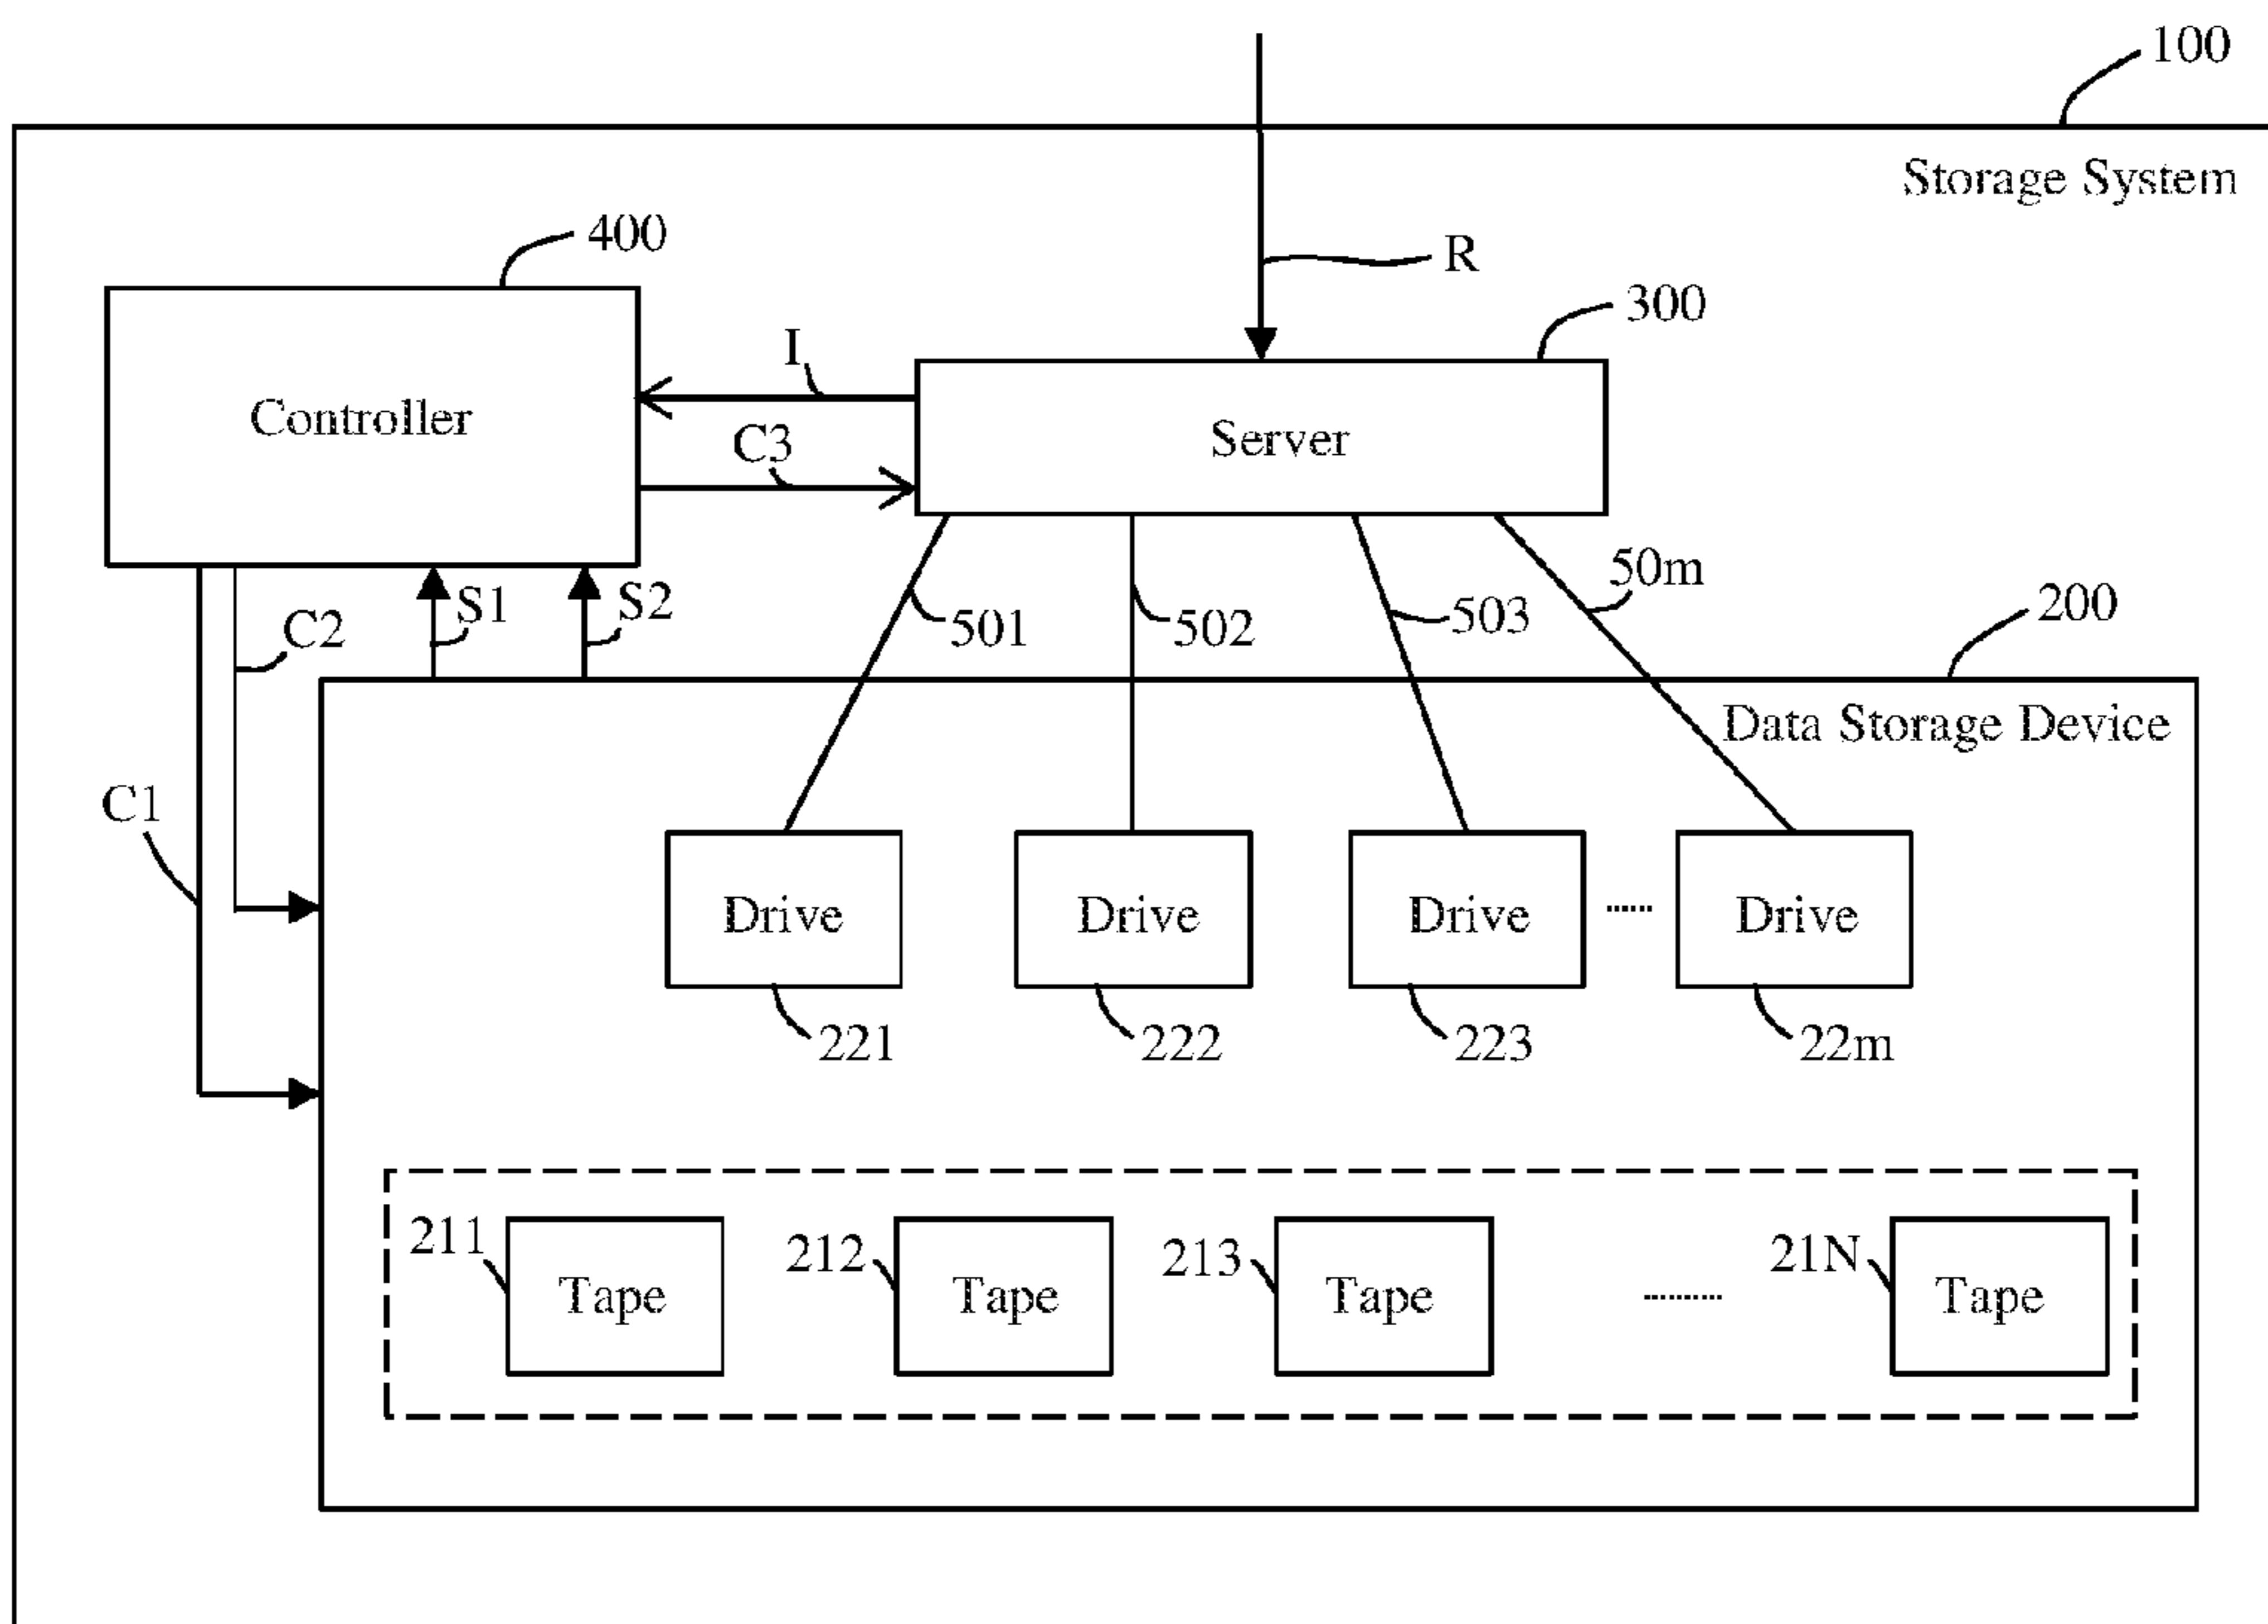 100
Storage System
400
R
300
I
Controller
C3
Server
50m
S1
S2
200
C2
501
502
503
Data Storage Device
C1
Drive
Drive
Drive
......
Drive
221
222
223
22m
211
212
213
21N
Tape
Tape
Tape
..........
Tape